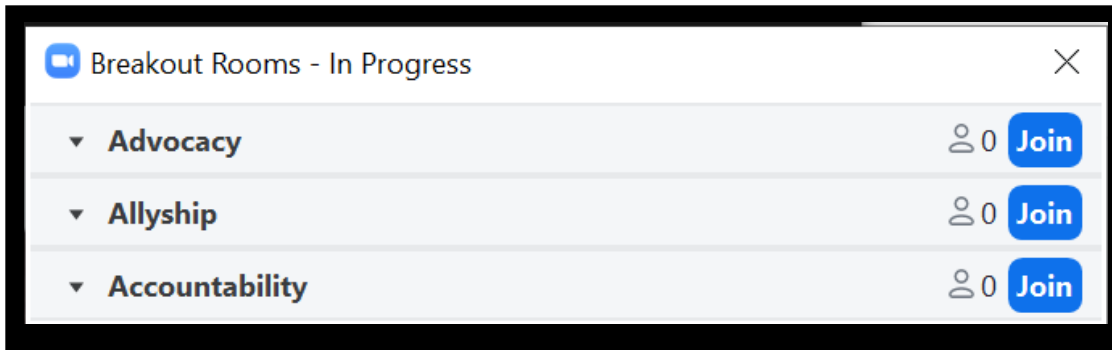 Breakout Rooms - In Progress
Advocacy 0 Join
Allyship 0 Join
Accountability 0 Join